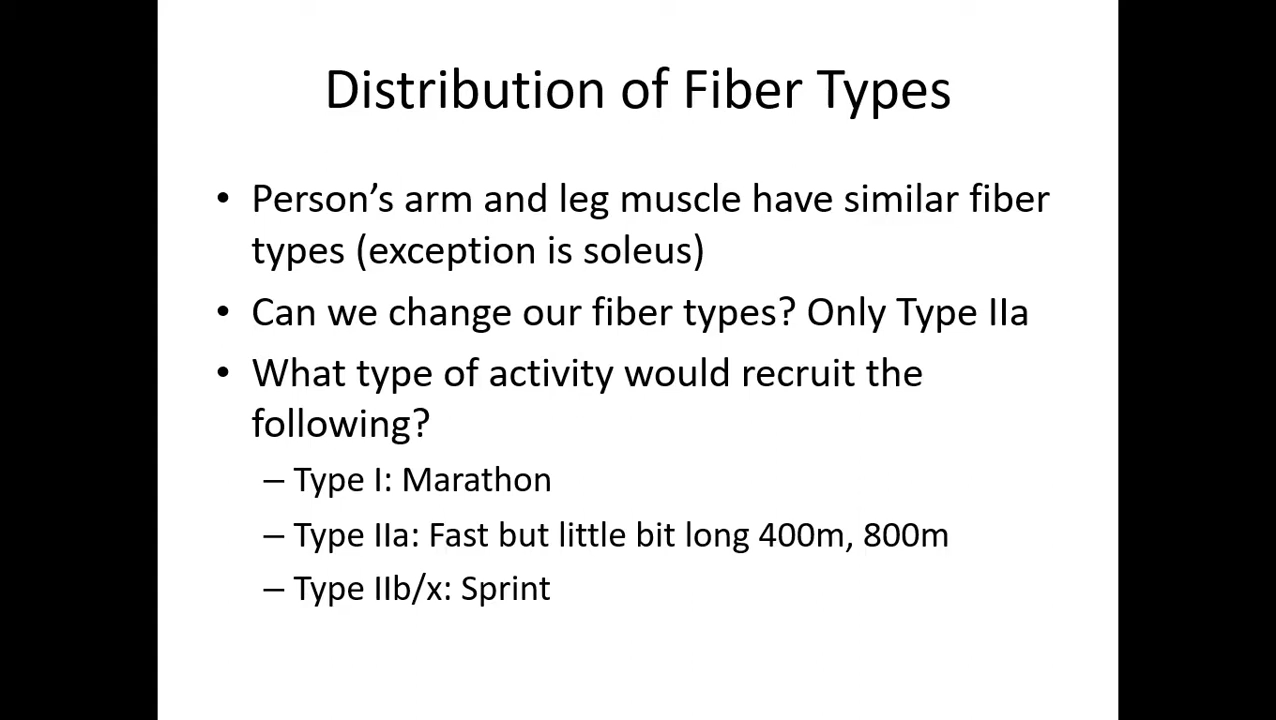 Distribution of Fiber Types
• Person’s arm and leg muscle have similar fiber
types (exception is soleus)
• Can we change our fiber types? Only Type IIa
• What type of activity would recruit the
following?
– Type I: Marathon
– Type IIa: Fast but little bit long 400m, 800m
– Type IIb/x: Sprint